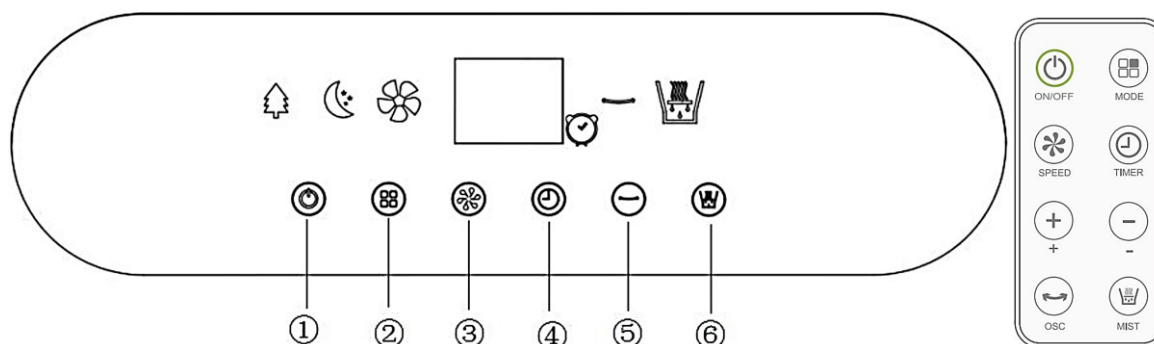 ① ② ③ ④ ⑤ ⑥
ON/OFF MODE
SPEED TIMER
+ -
+ -
OSC MIST